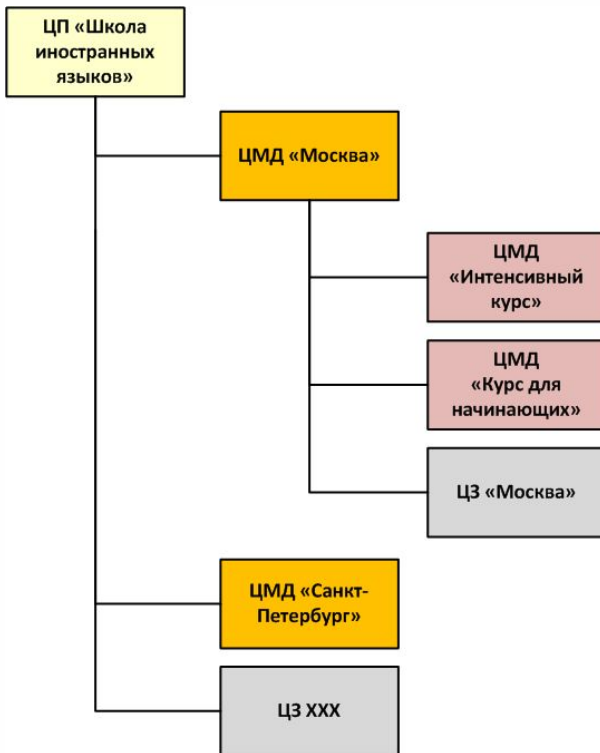 ЦП «Школа
иностранных
языков»
ЦМД «Москва»
ЦМД
«Интенсивный
курс»
ЦМД
«Курс для
начинающих»
ЦЗ «Москва»
ЦМД «Санкт-
Петербург»
ЦЗ ХХХ